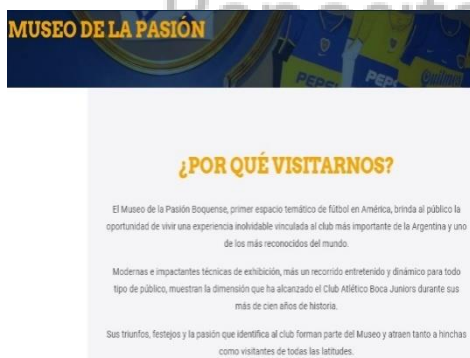 MUSEO DE LA PASIÓN
PEPSI
PEPSI
Quilmes
¿POR QUÉ VISITARNOS?
El Museo de la Pasión Boquense, primer espacio temático de fútbol en América, brinda al público la
oportunidad de vivir una experiencia inolvidable vinculada al club más importante de la Argentina y uno
de los más reconocidos del mundo.
Modernas e impactantes técnicas de exhibición, más un recorrido entretenido y dinámico para todo
tipo de público, muestran la dimensión que ha alcanzado el Club Atlético Boca Juniors durante sus
más de cien años de historia.
Sus triunfos, festejos y la pasión que identifica al club forman parte del Museo y atraen tanto a hinchas
como visitantes de todas las latitudes.